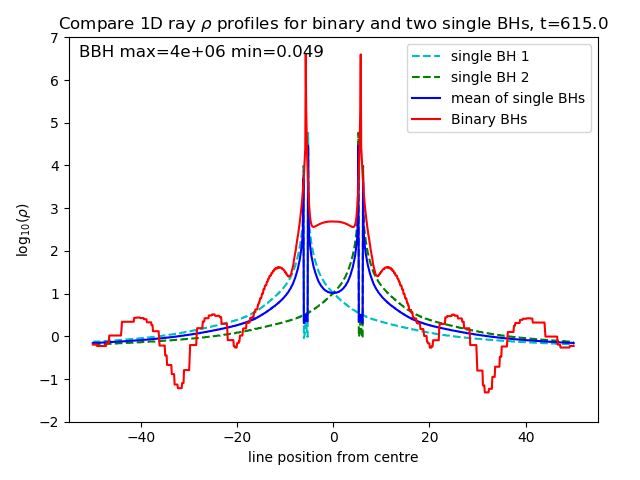 Compare 1D ray ρ profiles for binary and two single BHs, t=615.0
BBH max=4e+06 min=0.049
single BH 1
single BH 2
mean of single BHs
Binary BHs
log₁₀(ρ)
7
6
5
4
3
2
1
0
−1
−2
−40
−20
0
20
40
line position from centre